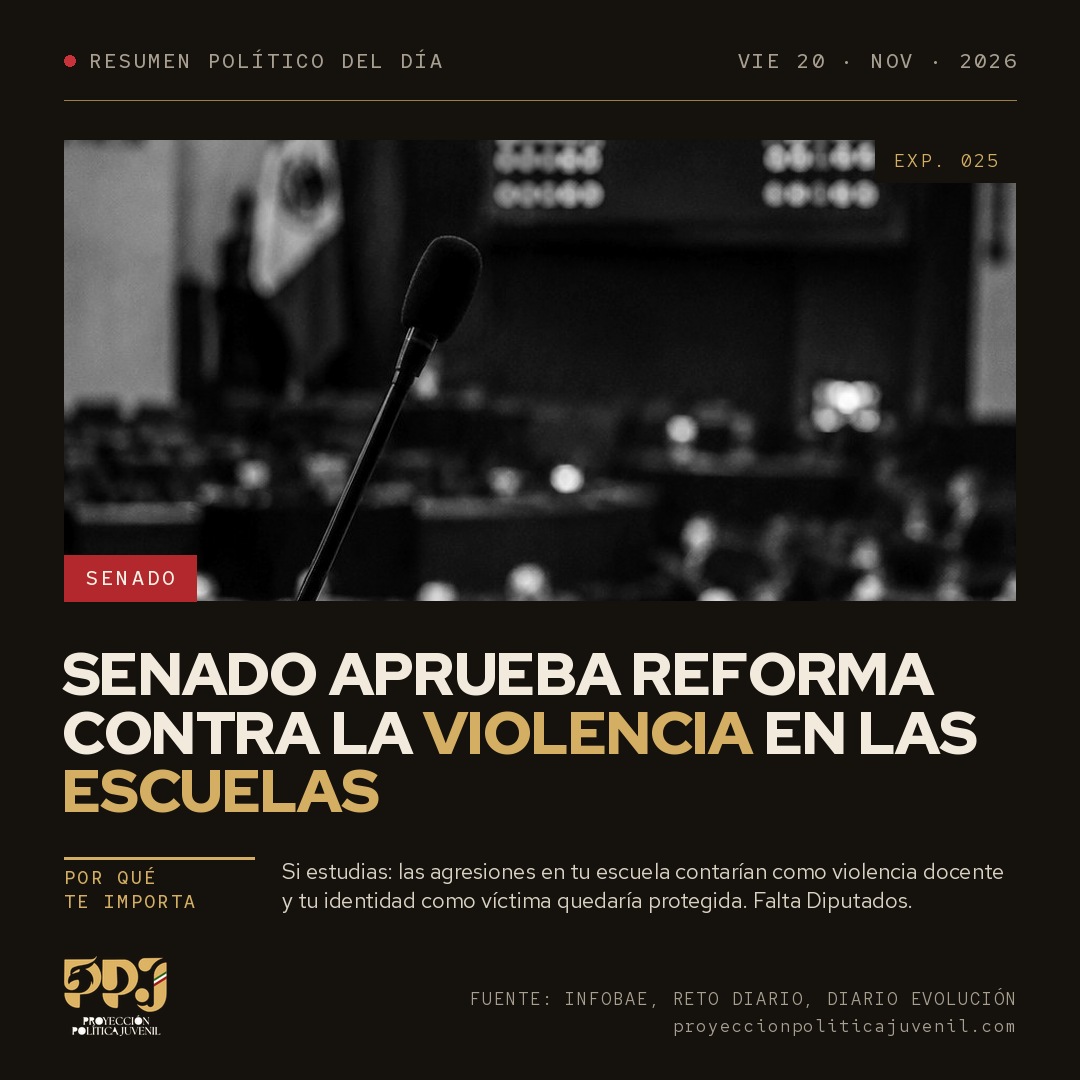 RESUMEN POLÍTICO DEL DÍA
VIE 20 · NOV · 2026
EXP. 025
SENADO
SENADO APRUEBA REFORMA
CONTRA LA VIOLENCIA EN LAS
ESCUELAS
POR QUÉ
TE IMPORTA
Si estudias: las agresiones en tu escuela contarían como violencia docente
y tu identidad como víctima quedaría protegida. Falta Diputados.
PPJ
PROYECCIÓN
POLÍTICA JUVENIL
FUENTE: INFOBAE, RETO DIARIO, DIARIO EVOLUCIÓN
proyeccionpoliticajuvenil.com